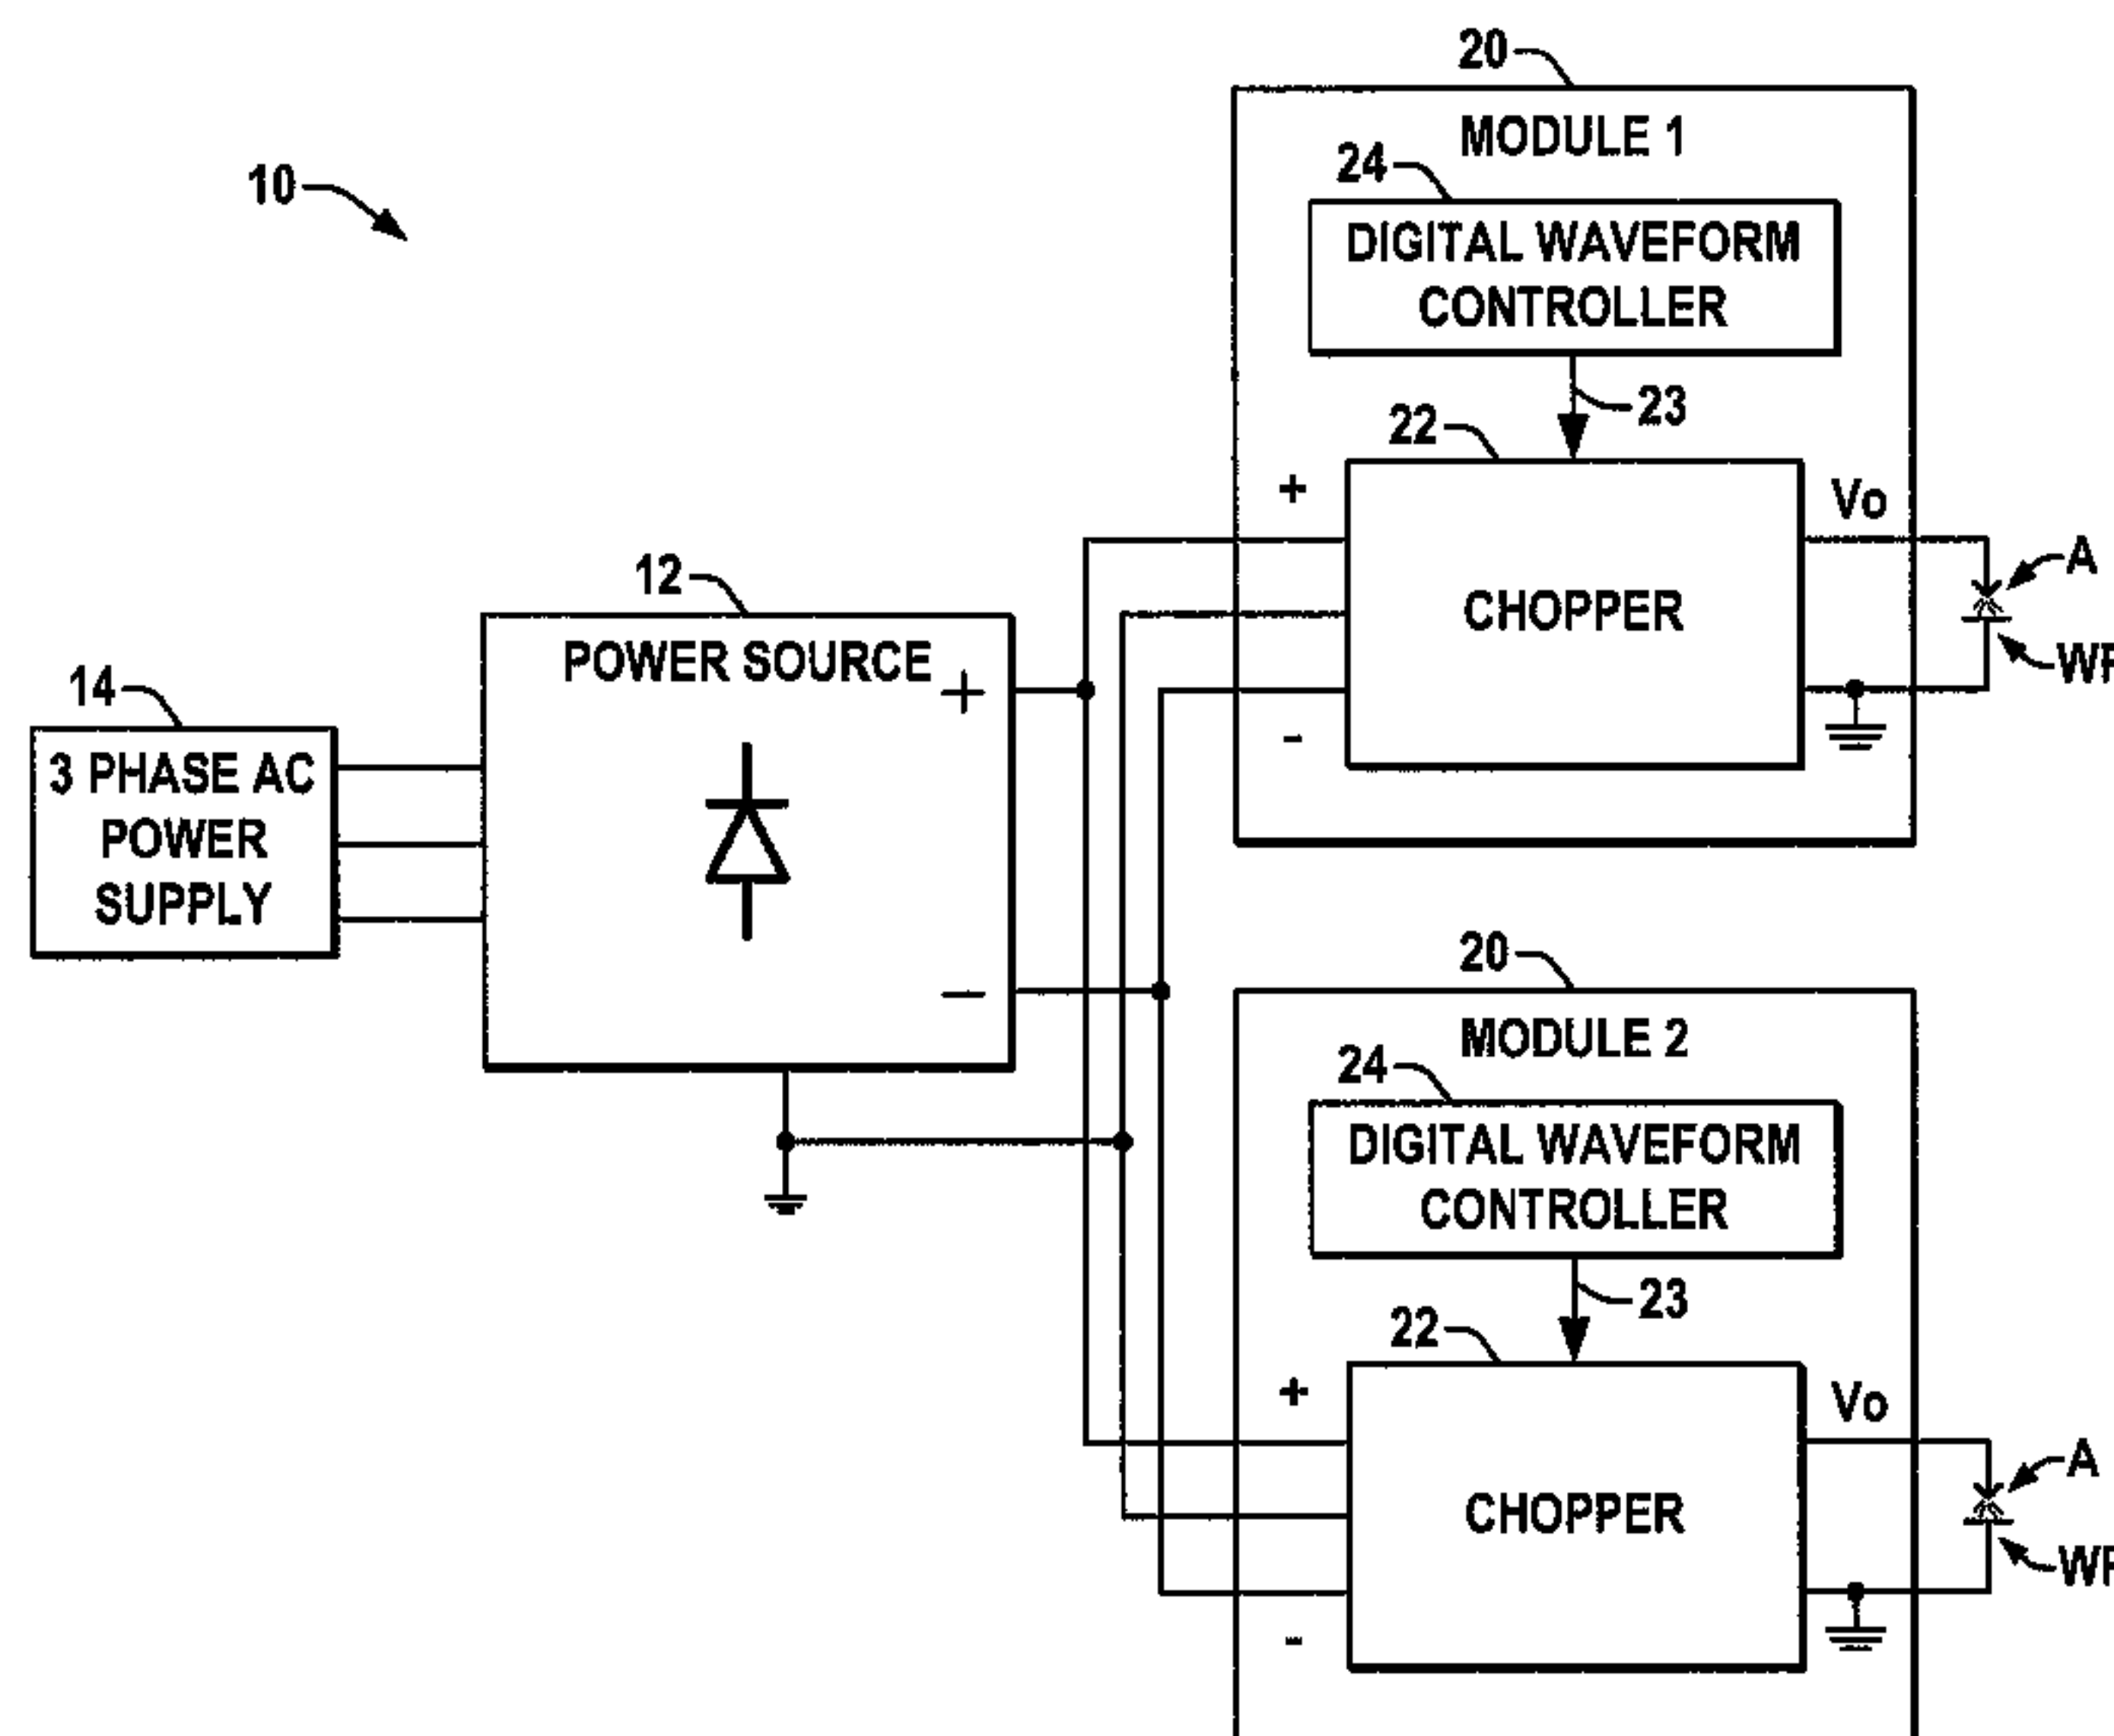 10
14
3 PHASE AC
POWER
SUPPLY
12
POWER SOURCE
+
−
20
MODULE 1
24
DIGITAL WAVEFORM
CONTROLLER
23
22
+
CHOPPER
-
Vo
A
20
MODULE 2
24
DIGITAL WAVEFORM
CONTROLLER
23
22
+
CHOPPER
-
Vo
A